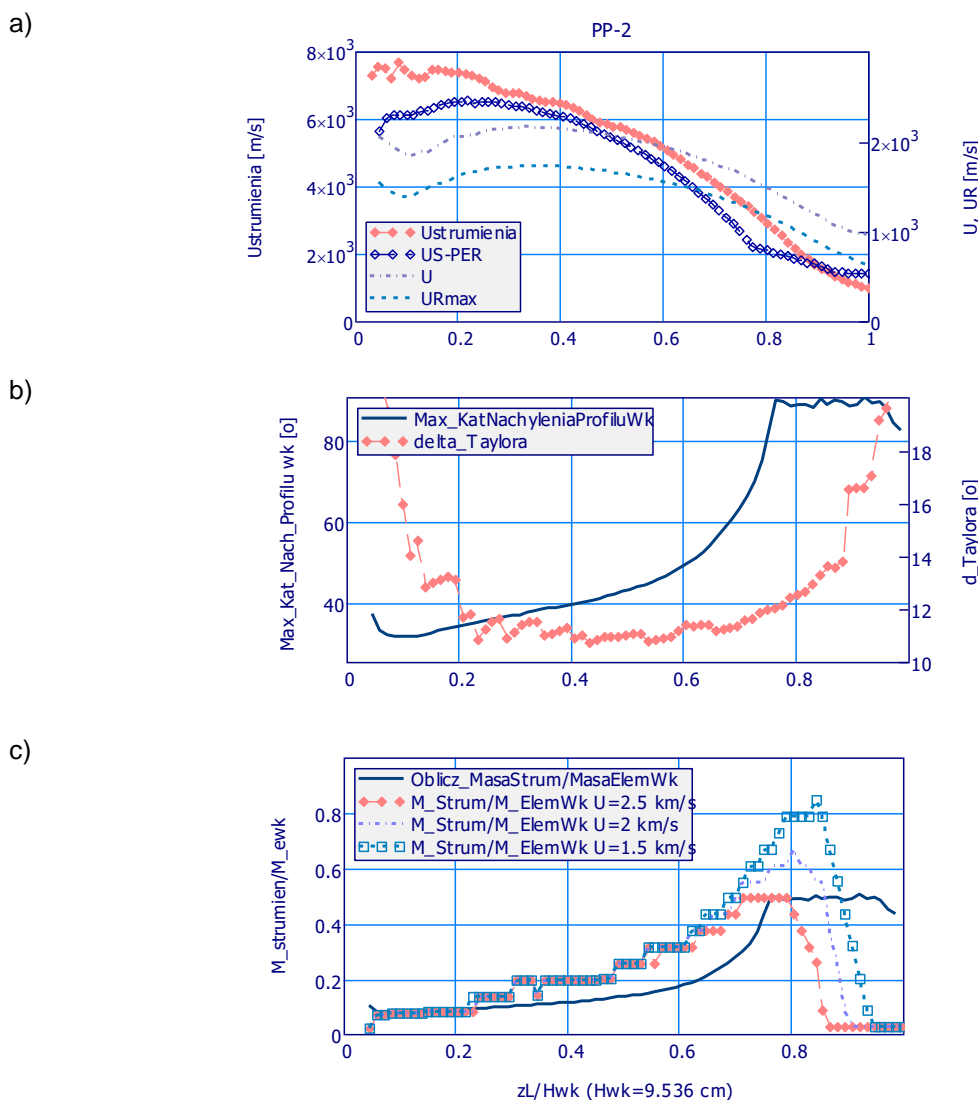 a)
PP-2
8×10³
6×10³
4×10³
2×10³
0
Ustrumienia [m/s]
2×10³
1×10³
0
U, UR [m/s]
Ustrumienia
US-PER
U
URmax
0 0.2 0.4 0.6 0.8 1
b)
80
60
40
Max_Kat_Nach_Profilu wk [o]
18
16
14
12
10
d_Taylora [o]
Max_KatNachyleniaProfiluWk
delta_Taylora
0 0.2 0.4 0.6 0.8
c)
0.8
0.6
0.4
0.2
0
M_strumien/M_ewk
Oblicz_MasaStrum/MasaElemWk
M_Strum/M_ElemWk U=2.5 km/s
M_Strum/M_ElemWk U=2 km/s
M_Strum/M_ElemWk U=1.5 km/s
0 0.2 0.4 0.6 0.8
zL/Hwk (Hwk=9.536 cm)